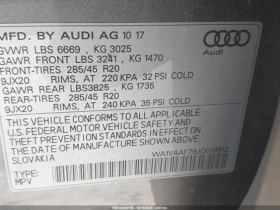 MFD. BY AUDI AG 10 17
GVWR LBS 6669 , KG 3025
GAWR FRONT LBS 3241 , KG 1470
FRONT-TIRES: 285/45 R20
9JX20 RIMS, AT 220 KPA 32 PSI COLD
GAWR REAR LBS3825 , KG 1735
REAR-TIRES 285/45 R20
9JX20 RIMS, AT 240 KPA 35 PSI COLD
THIS VEHICLE CONFORMS TO ALL APPLICABLE
FEDERAL MOTOR VEHICLE SAFETY, BUMPER, AND
THEFT PREVENTION STANDARDS IN EFFECT ON THE
DATE OF MANUFACTURE SHOWN ABOVE.
SLOVAKIA
TYPE:
MPV
Audi